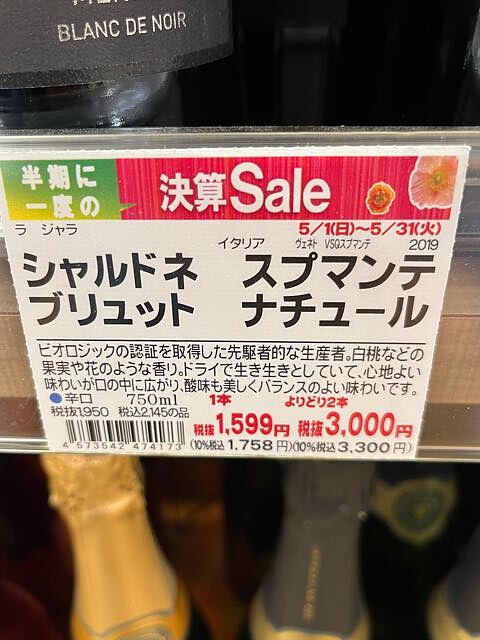 BLANC DE NOIR
半期に
一度の
決算Sale
5/1(日)~5/31(火)
ラ ジャラ
イタリア ヴェネト VSQスプマンテ 2019
シャルドネ スプマンテ
ブリュット ナチュール
ビオロジックの認証を取得した先駆者的な生産者。白桃などの
果実や花のような香り。ドライで生き生きとしていて、心地よい
味わいが口の中に広がり、酸味も美しくバランスのよい味わいです。
●辛口 750ml 1本 よりどり2本
税抜1,950 税込2,145の品 税抜1,599円 税抜3,000円
4573542474173 (10%税込1,758円)(10%税込3,300円)